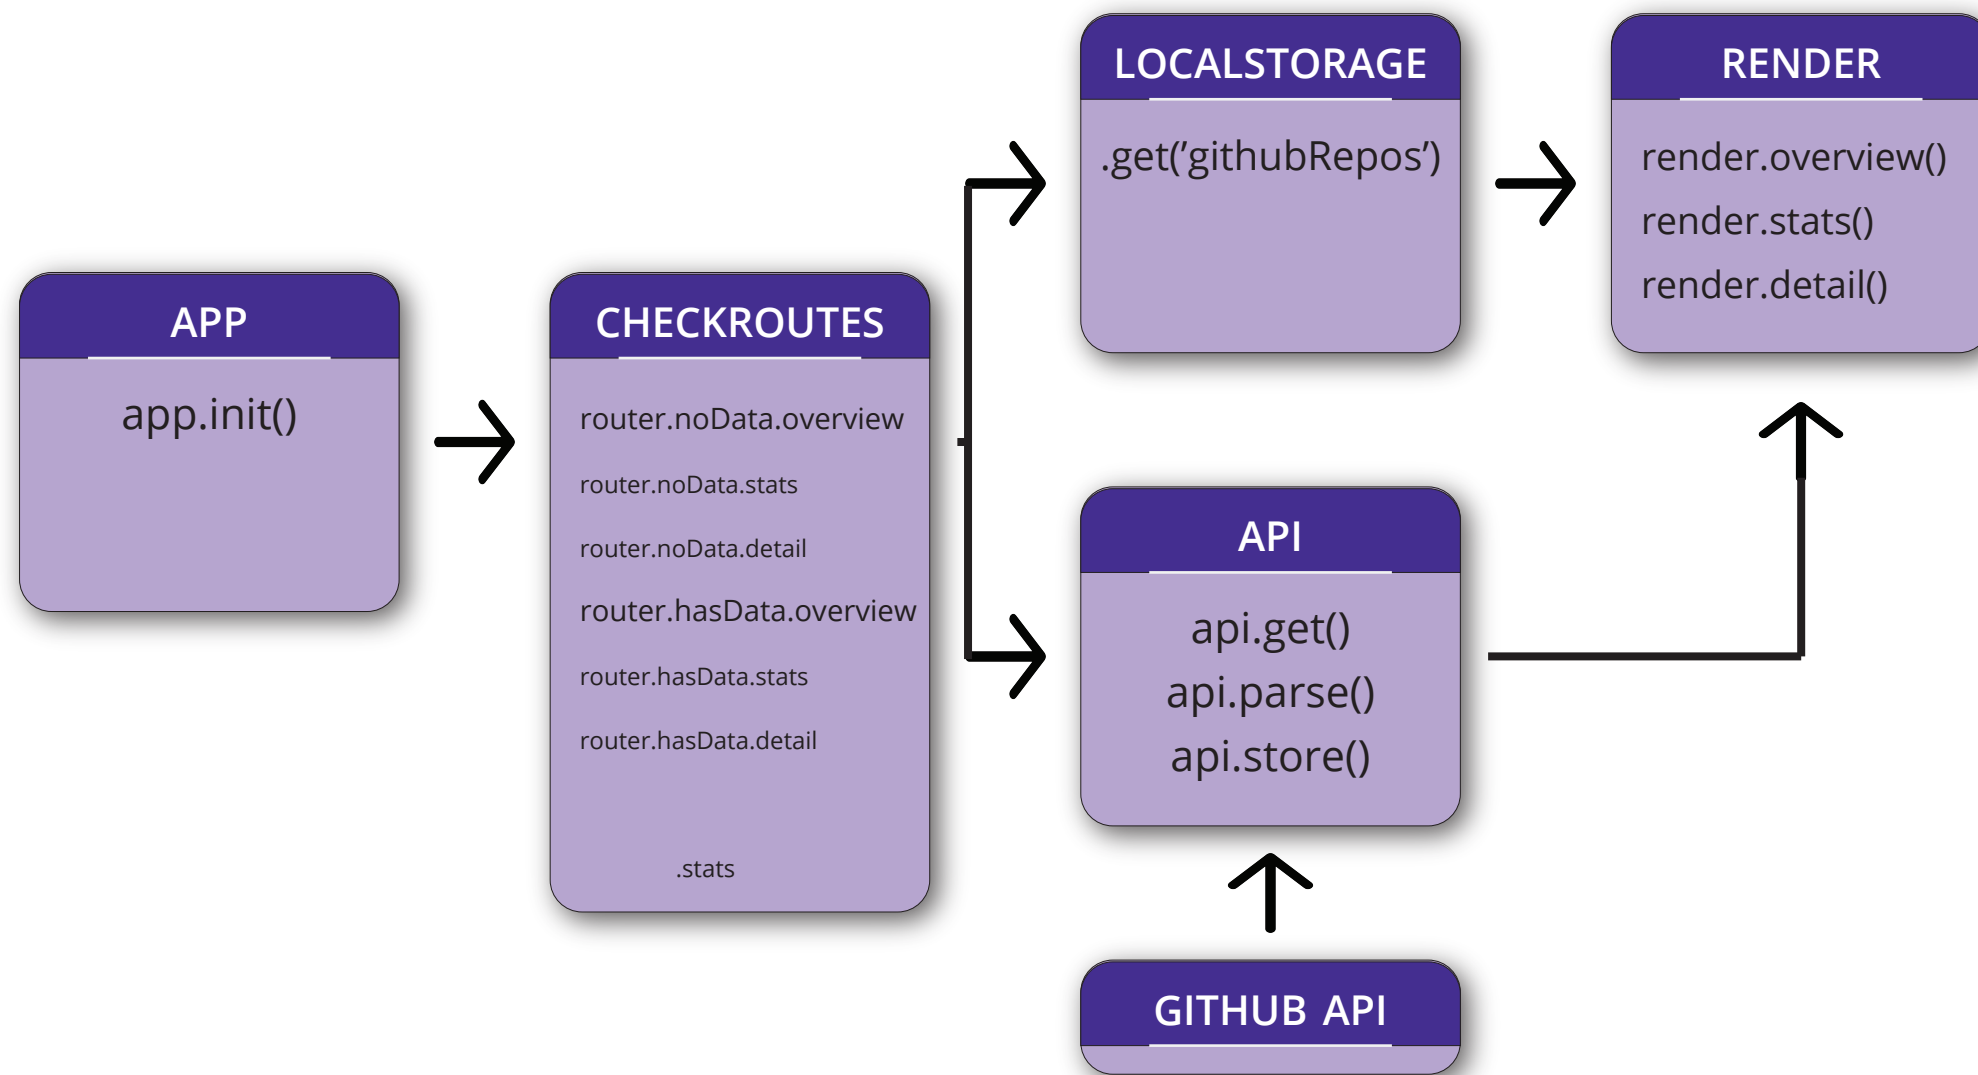 APP
app.init()
CHECKROUTES
router.noData.overview
router.noData.stats
router.noData.detail
router.hasData.overview
router.hasData.stats
router.hasData.detail
.stats
LOCALSTORAGE
.get(’githubRepos’)
RENDER
render.overview()
render.stats()
render.detail()
API
api.get()
api.parse()
api.store()
GITHUB API